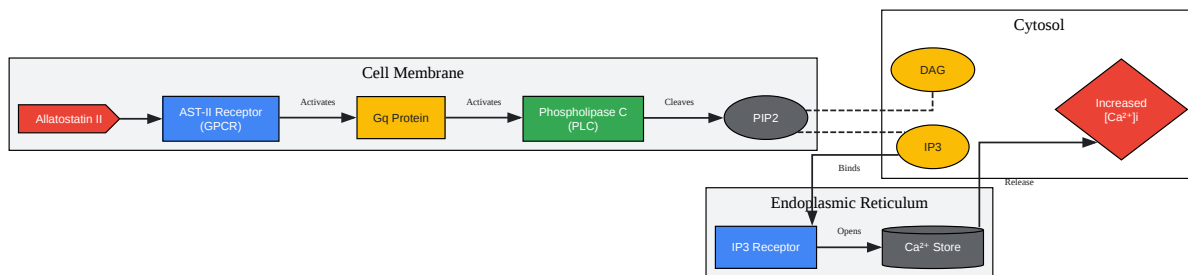 Cytosol
Cell Membrane
DAG
Allatostatin II
AST-II Receptor
(GPCR)
Activates
Gq Protein
Activates
Phospholipase C
(PLC)
Cleaves
PIP2
Increased
[Ca²⁺]i
IP3
Binds
Release
Endoplasmic Reticulum
IP3 Receptor
Opens
Ca²⁺ Store